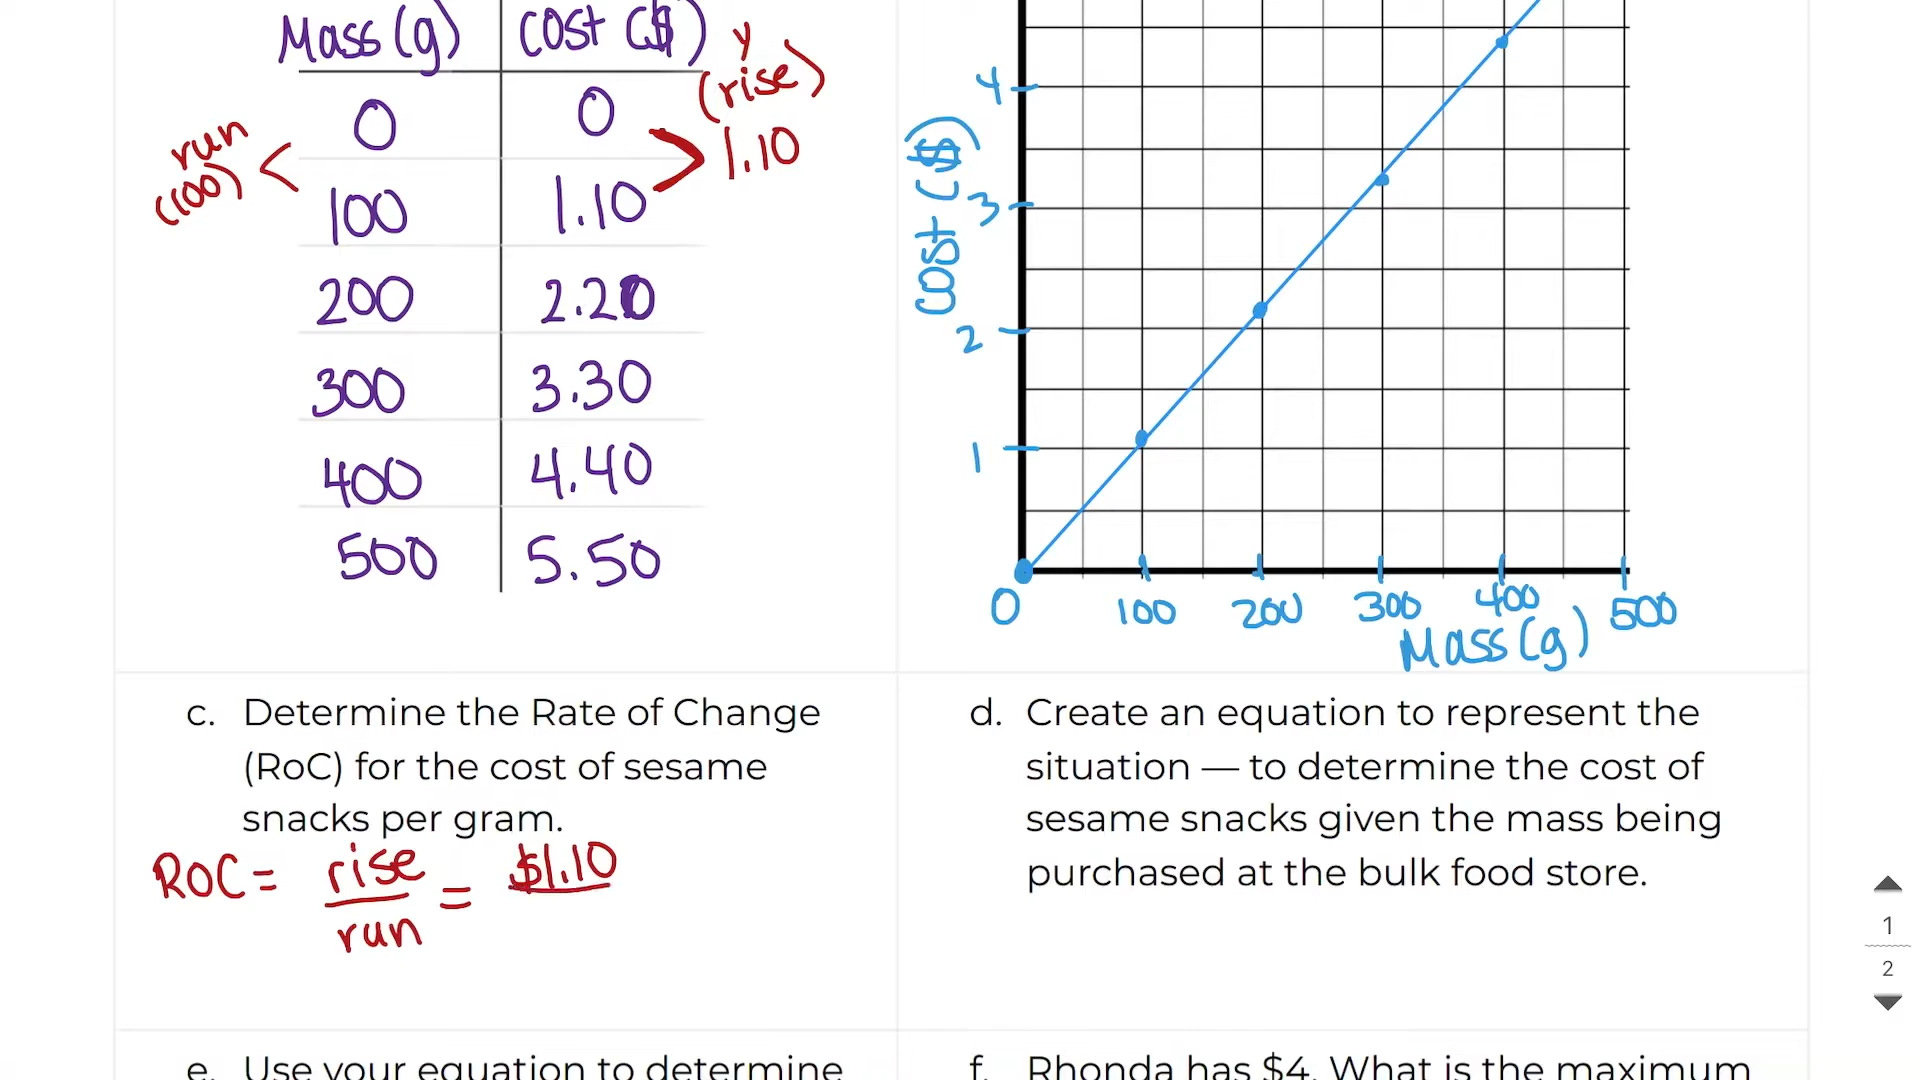 Mass (g) Cost ($)
y
(rise)
1.10
run
(100)
0 0
100 1.10
200 2.20
300 3.30
400 4.40
500 5.50
4
3
2
1
Cost ($)
0 100 200 300 400 500
Mass (g)
c. Determine the Rate of Change
(RoC) for the cost of sesame
snacks per gram.
ROC = rise = $1.10
run
d. Create an equation to represent the
situation — to determine the cost of
sesame snacks given the mass being
purchased at the bulk food store.
e. Use your equation to determine
f. Rhonda has $4. What is the maximum
1
2